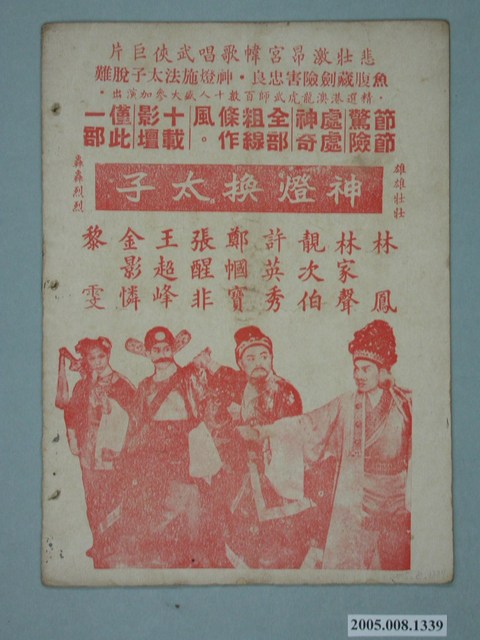 悲壯激昂宮幃歌唱武俠巨片
魚腹藏劍險害忠良・神燈施法太子脫難
・精選港澳龍虎武師百數十人盛大參加演出・
節節驚險
處處神奇
全部粗線條作風。
十載影壇
僅此一部
雄雄壯壯
神燈換太子
轟轟烈烈
林鳳
林家聲
靚次伯
許英秀
鄭幗寶
張醒非
王超峰
金影憐
黎雯
2005.008.1339